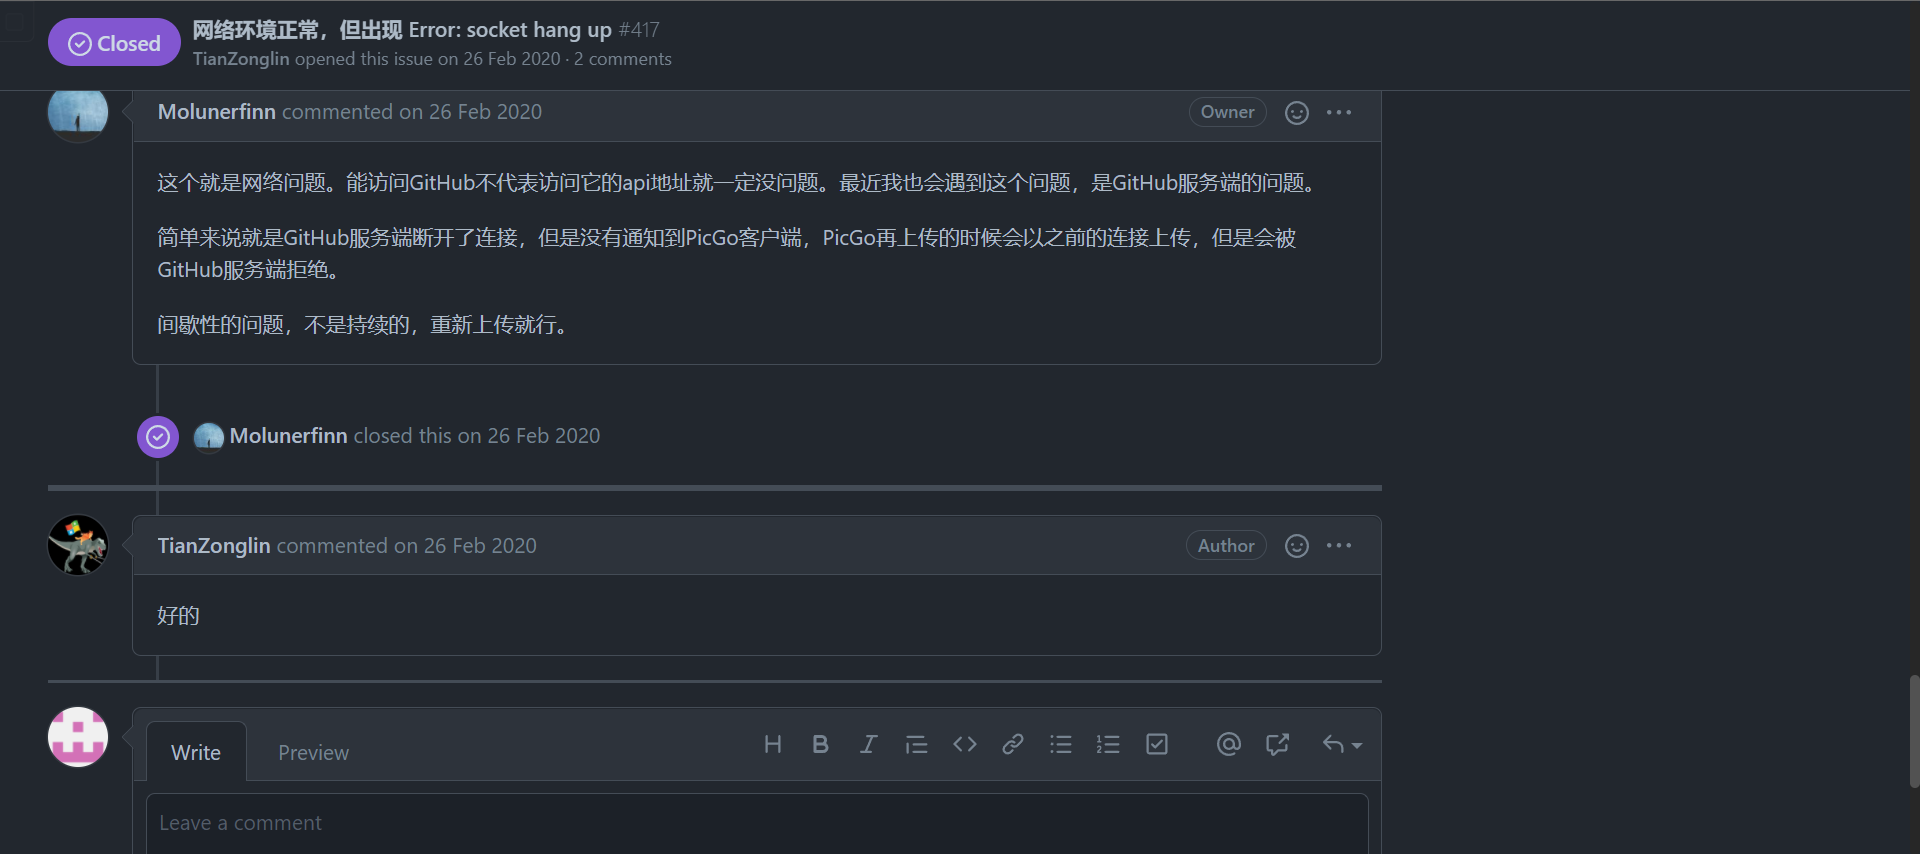 Closed
网络环境正常，但出现 Error: socket hang up #417
TianZonglin opened this issue on 26 Feb 2020 · 2 comments
Molunerfinn commented on 26 Feb 2020
Owner
这个就是网络问题。能访问GitHub不代表访问它的api地址就一定没问题。最近我也会遇到这个问题，是GitHub服务端的问题。
简单来说就是GitHub服务端断开了连接，但是没有通知到PicGo客户端，PicGo再上传的时候会以之前的连接上传，但是会被
GitHub服务端拒绝。
间歇性的问题，不是持续的，重新上传就行。
Molunerfinn closed this on 26 Feb 2020
TianZonglin commented on 26 Feb 2020
Author
好的
Write
Preview
Leave a comment